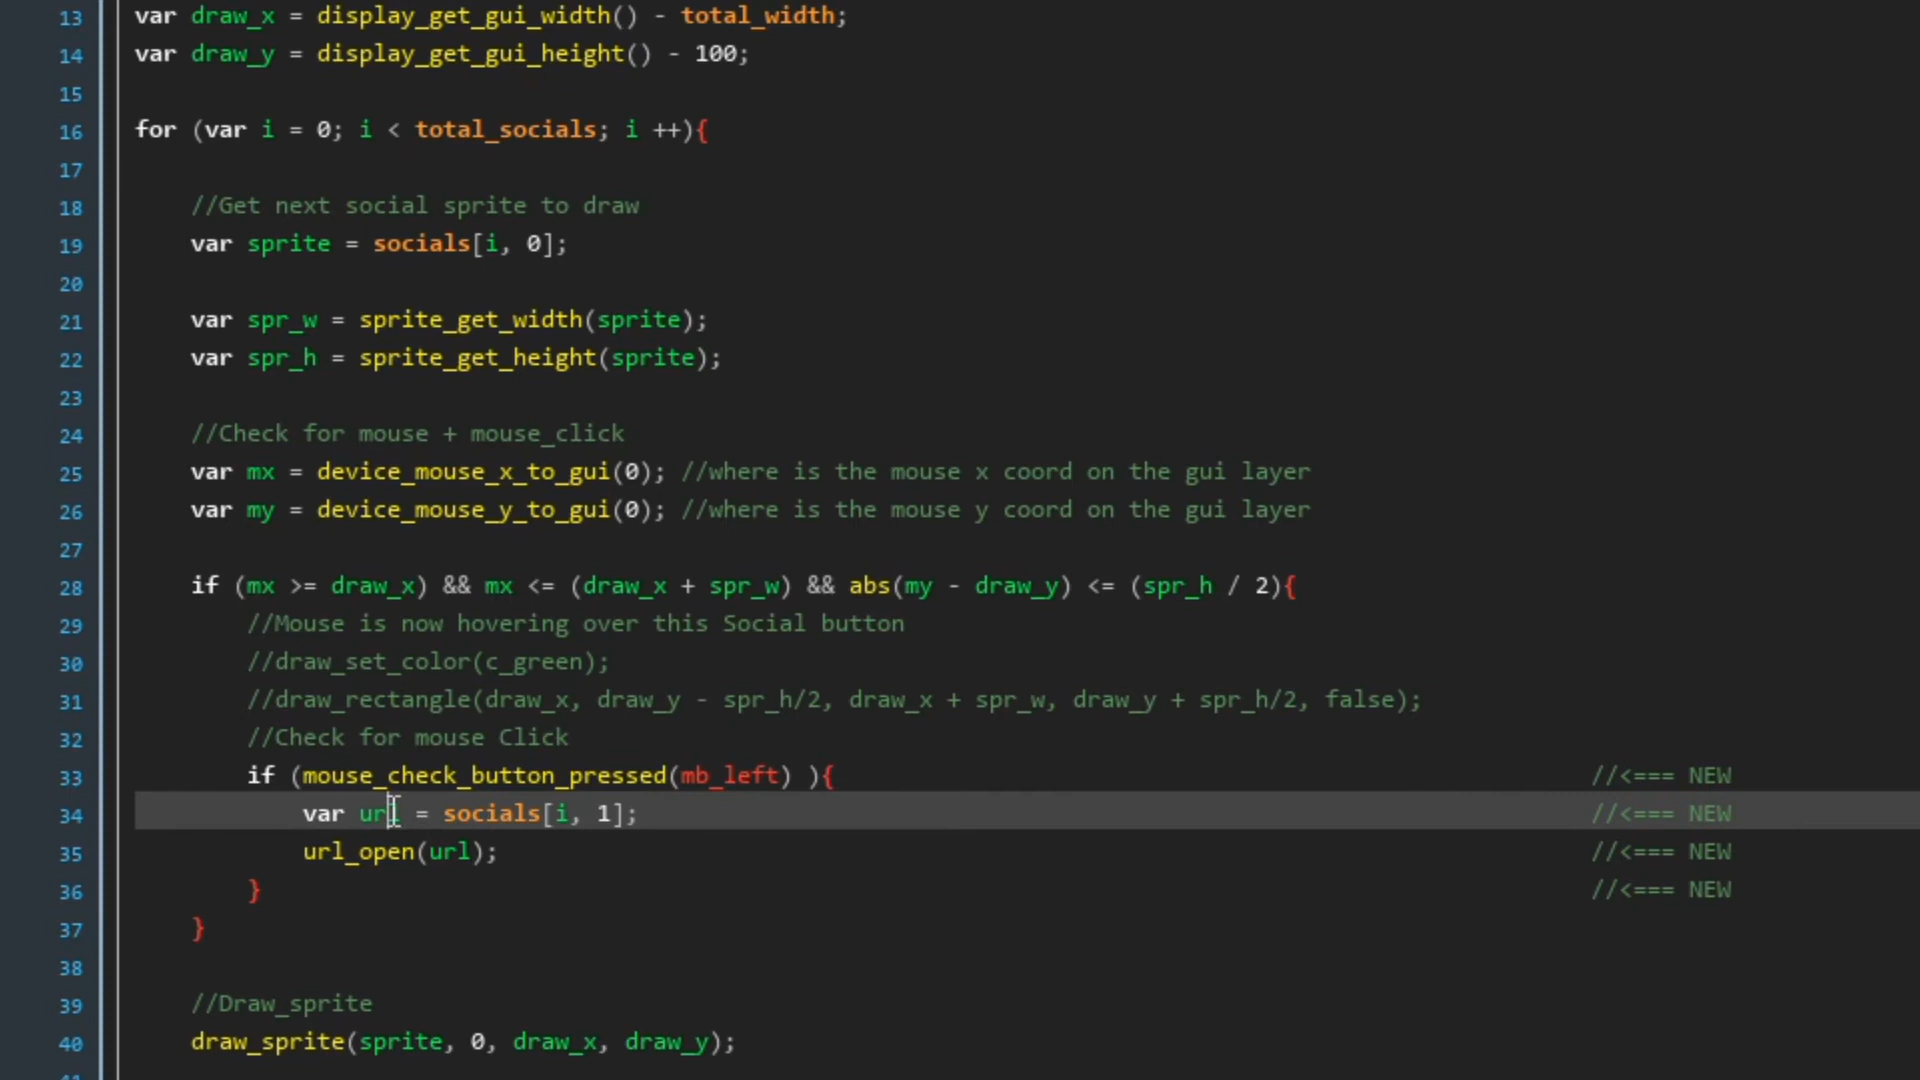 13 var draw_x = display_get_gui_width() - total_width;
14 var draw_y = display_get_gui_height() - 100;
15
16 for (var i = 0; i < total_socials; i ++){
17
18 //Get next social sprite to draw
19 var sprite = socials[i, 0];
20
21 var spr_w = sprite_get_width(sprite);
22 var spr_h = sprite_get_height(sprite);
23
24 //Check for mouse + mouse_click
25 var mx = device_mouse_x_to_gui(0); //where is the mouse x coord on the gui layer
26 var my = device_mouse_y_to_gui(0); //where is the mouse y coord on the gui layer
27
28 if (mx >= draw_x) && mx <= (draw_x + spr_w) && abs(my - draw_y) <= (spr_h / 2){
29 //Mouse is now hovering over this Social button
30 //draw_set_color(c_green);
31 //draw_rectangle(draw_x, draw_y - spr_h/2, draw_x + spr_w, draw_y + spr_h/2, false);
32 //Check for mouse Click
33 if (mouse_check_button_pressed(mb_left) ){ //<=== NEW
34 var url = socials[i, 1]; //<=== NEW
35 url_open(url); //<=== NEW
36 } //<=== NEW
37 }
38
39 //Draw_sprite
40 draw_sprite(sprite, 0, draw_x, draw_y);